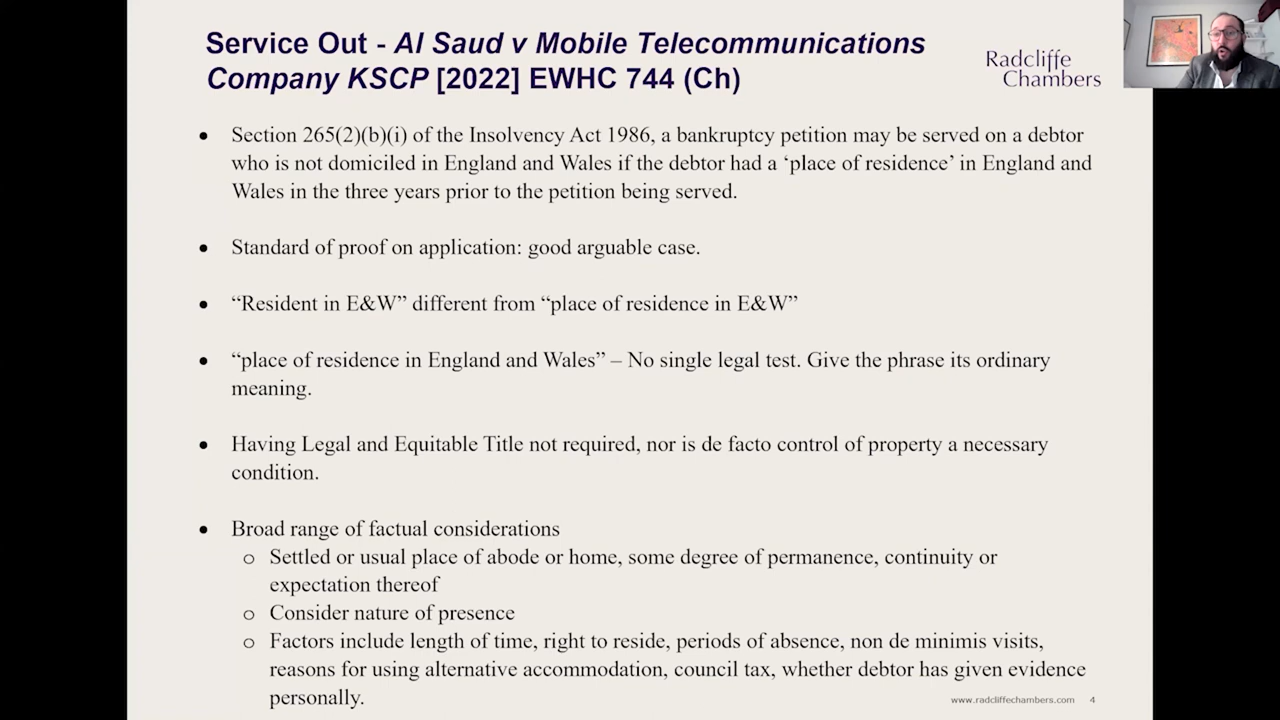 Service Out - Al Saud v Mobile Telecommunications
Company KSCP [2022] EWHC 744 (Ch)
Radcliffe
Chambers
• Section 265(2)(b)(i) of the Insolvency Act 1986, a bankruptcy petition may be served on a debtor
who is not domiciled in England and Wales if the debtor had a ‘place of residence’ in England and
Wales in the three years prior to the petition being served.
• Standard of proof on application: good arguable case.
• “Resident in E&W” different from “place of residence in E&W”
• “place of residence in England and Wales” – No single legal test. Give the phrase its ordinary
meaning.
• Having Legal and Equitable Title not required, nor is de facto control of property a necessary
condition.
• Broad range of factual considerations
o Settled or usual place of abode or home, some degree of permanence, continuity or
expectation thereof
o Consider nature of presence
o Factors include length of time, right to reside, periods of absence, non de minimis visits,
reasons for using alternative accommodation, council tax, whether debtor has given evidence
personally.
www.radcliffechambers.com 4